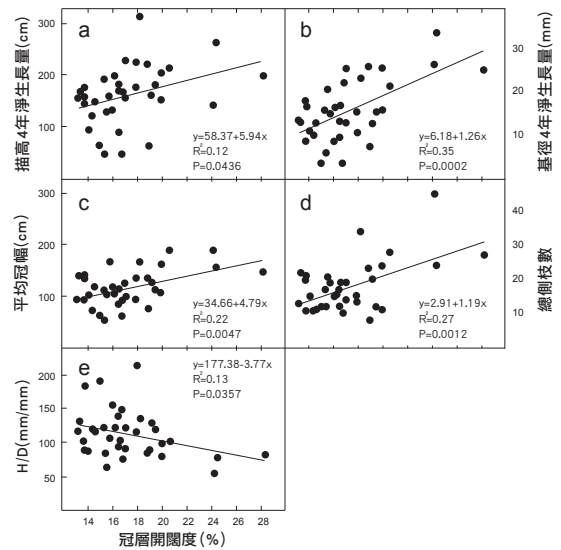 a
描高4年淨生長量(cm)
300
200
100
y=58.37+5.94x
R²=0.12
P=0.0436
b
基徑4年淨生長量(mm)
30
20
10
y=6.18+1.26x
R²=0.35
P=0.0002
c
平均冠幅(cm)
300
200
100
y=34.66+4.79x
R²=0.22
P=0.0047
d
總側枝數
40
30
20
10
y=2.91+1.19x
R²=0.27
P=0.0012
e
H/D(mm/mm)
200
150
100
50
y=177.38-3.77x
R²=0.13
P=0.0357
14 16 18 20 22 24 26 28
冠層開闊度(%)